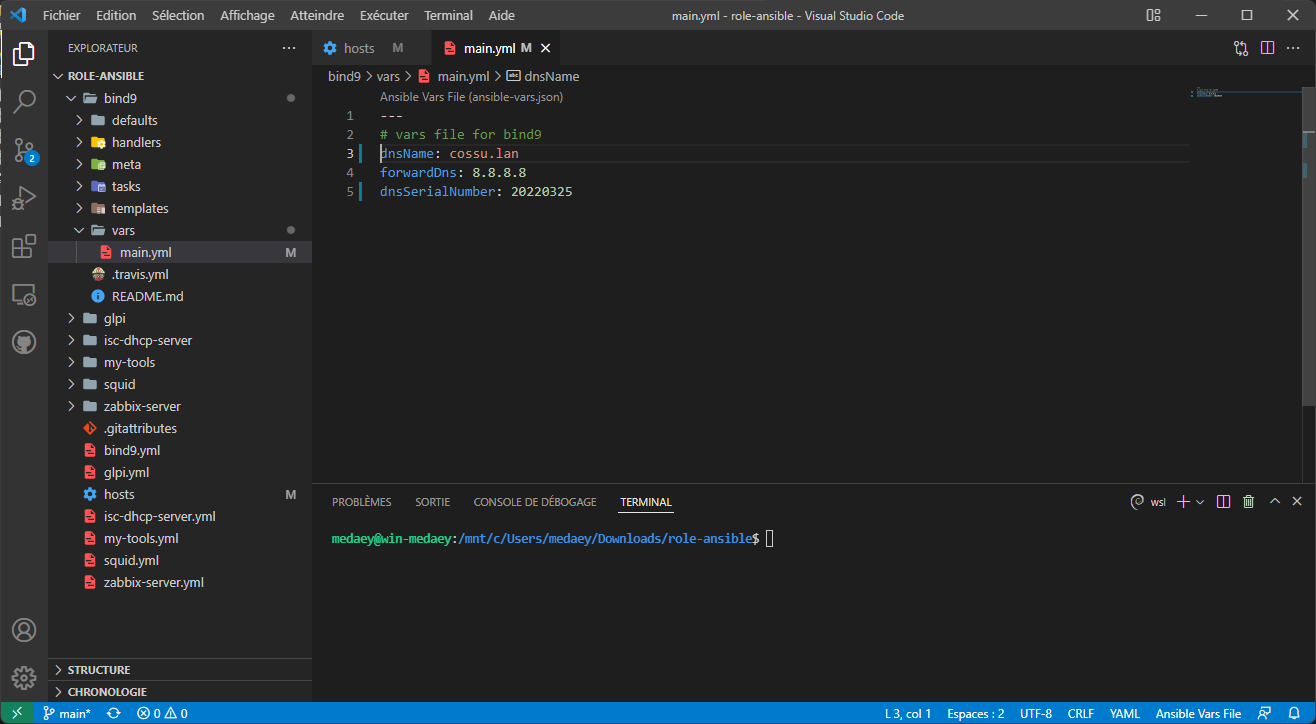 Fichier Edition Sélection Affichage Atteindre Exécuter Terminal Aide main.yml - role-ansible - Visual Studio Code
EXPLORATEUR
ROLE-ANSIBLE
bind9
defaults
handlers
meta
tasks
templates
vars
main.yml M
.travis.yml
README.md
glpi
isc-dhcp-server
my-tools
squid
zabbix-server
.gitattributes
bind9.yml
glpi.yml
hosts M
isc-dhcp-server.yml
my-tools.yml
squid.yml
zabbix-server.yml
STRUCTURE
CHRONOLOGIE
2
hosts M main.yml M
bind9 > vars > main.yml > dnsName
Ansible Vars File (ansible-vars.json)
1 ---
2 # vars file for bind9
3 dnsName: cossu.lan
4 forwardDns: 8.8.8.8
5 dnsSerialNumber: 20220325
PROBLÈMES SORTIE CONSOLE DE DÉBOGAGE TERMINAL wsl
medaey@win-medaey:/mnt/c/Users/medaey/Downloads/role-ansible$
main* 0 0 L 3, col 1 Espaces : 2 UTF-8 CRLF YAML Ansible Vars File